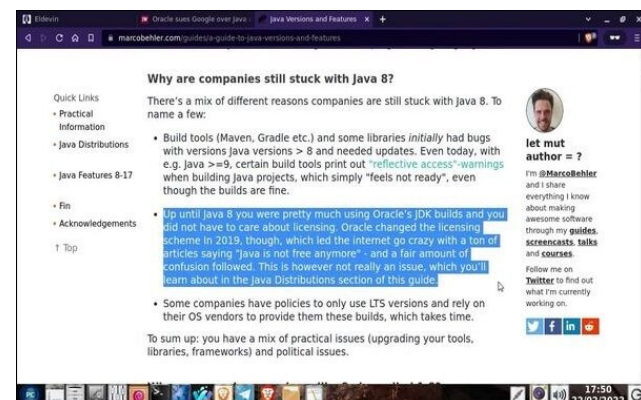 Eldevin
Oracle sues Google over Java
Java Versions and Features
marcobehler.com/guides/a-guide-to-java-versions-and-features
Why are companies still stuck with Java 8?
Quick Links
• Practical
Information
• Java Distributions
• Java Features 8-17
• Fin
• Acknowledgements
↑ Top
There's a mix of different reasons companies are still stuck with Java 8. To
name a few:
• Build tools (Maven, Gradle etc.) and some libraries initially had bugs
with versions Java versions > 8 and needed updates. Even today, with
e.g. Java >=9, certain build tools print out "reflective access"-warnings
when building Java projects, which simply "feels not ready", even
though the builds are fine.
• Up until Java 8 you were pretty much using Oracle's JDK builds and you
did not have to care about licensing. Oracle changed the licensing
scheme in 2019, though, which led the internet go crazy with a ton of
articles saying "Java is not free anymore" - and a fair amount of
confusion followed. This is however not really an issue, which you'll
learn about in the Java Distributions section of this guide.
• Some companies have policies to only use LTS versions and rely on
their OS vendors to provide them these builds, which takes time.
To sum up: you have a mix of practical issues (upgrading your tools,
libraries, frameworks) and political issues.
let mut
author = ?
I'm @MarcoBehler
and I share
everything I know
about making
awesome software
through my guides,
screencasts, talks
and courses.
Follow me on
Twitter to find out
what I'm currently
working on.
17:50
22/02/2022